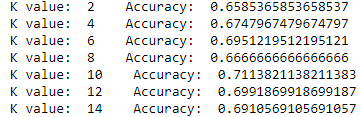 K value:  2   Accuracy:  0.6585365853658537
K value:  4   Accuracy:  0.6747967479674797
K value:  6   Accuracy:  0.6951219512195121
K value:  8   Accuracy:  0.6666666666666666
K value:  10   Accuracy:  0.7113821138211383
K value:  12   Accuracy:  0.6991869918699187
K value:  14   Accuracy:  0.6910569105691057